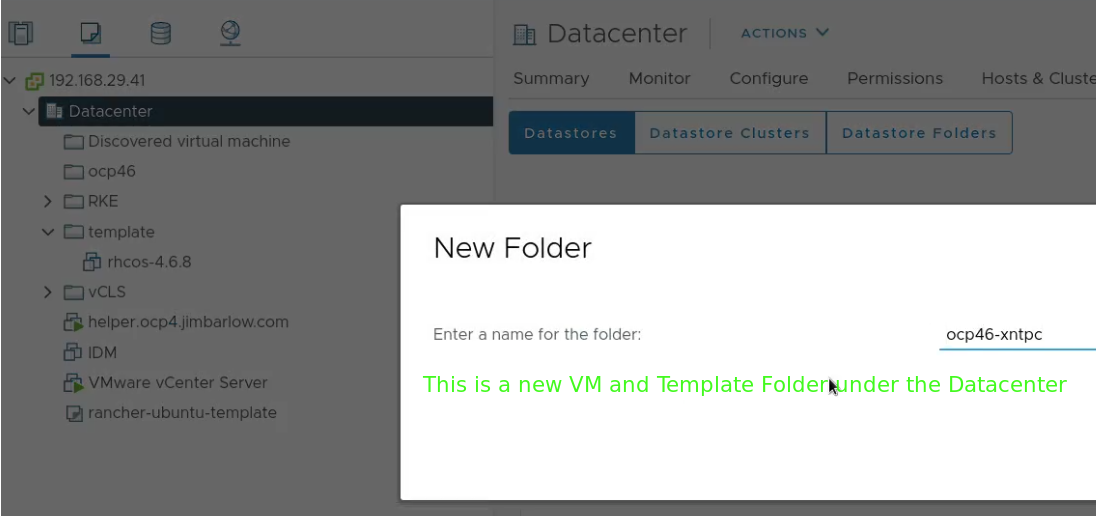 Datacenter
ACTIONS
192.168.29.41
Summary Monitor Configure Permissions Hosts & Cluste
Datacenter
Datastores Datastore Clusters Datastore Folders
Discovered virtual machine
ocp46
RKE
template
rhcos-4.6.8
vCLS
helper.ocp4.jimbarlow.com
IDM
VMware vCenter Server
rancher-ubuntu-template
New Folder
Enter a name for the folder: ocp46-xntpc
This is a new VM and Template Folder under the Datacenter